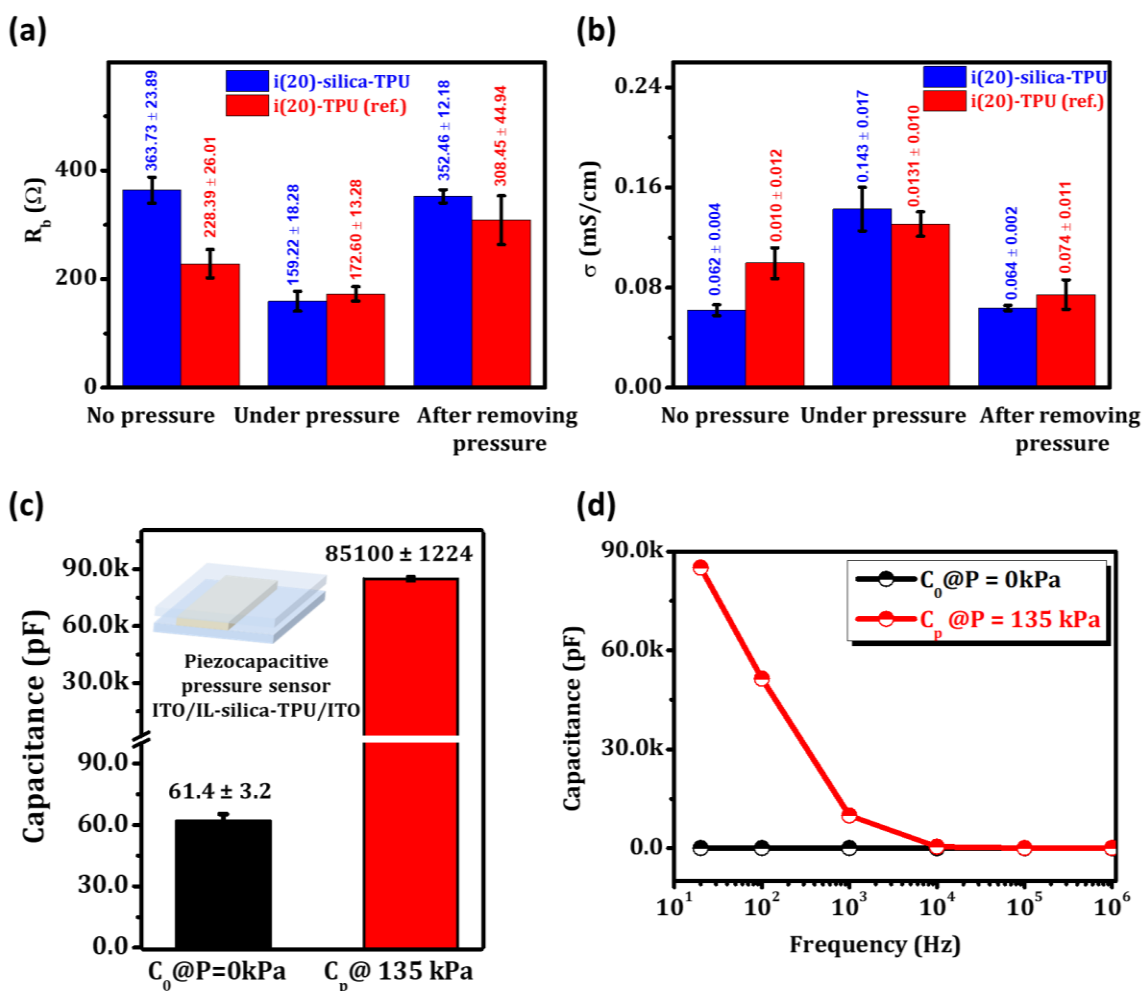 (a)
i(20)-silica-TPU
i(20)-TPU (ref.)
363.73 ± 23.89
228.39 ± 26.01
159.22 ± 18.28
172.60 ± 13.28
352.46 ± 12.18
308.45 ± 44.94
R_b (Ω)
400
200
0
No pressure
Under pressure
After removing
pressure
(b)
i(20)-silica-TPU
i(20)-TPU (ref.)
0.062 ± 0.004
0.010 ± 0.012
0.143 ± 0.017
0.0131 ± 0.010
0.064 ± 0.002
0.074 ± 0.011
σ (mS/cm)
0.24
0.16
0.08
0.00
No pressure
Under pressure
After removing
pressure
(c)
85100 ± 1224
61.4 ± 3.2
Piezocapacitive
pressure sensor
ITO/IL-silica-TPU/ITO
Capacitance (pF)
90.0k
60.0k
30.0k
90.0
60.0
30.0
0.0
C₀@P=0kPa
C_p@ 135 kPa
(d)
C₀@P = 0kPa
C_p @P = 135 kPa
Capacitance (pF)
90.0k
60.0k
30.0k
0.0
10¹
10²
10³
10⁴
10⁵
10⁶
Frequency (Hz)